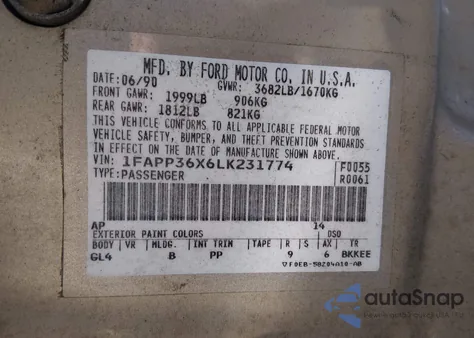 MFD. BY FORD MOTOR CO. IN U.S.A.
DATE: 06/90 GVWR: 3682LB/1670KG
FRONT GAWR: 1999LB 906KG
REAR GAWR: 1812LB 821KG
THIS VEHICLE CONFORMS TO ALL APPLICABLE FEDERAL MOTOR
VEHICLE SAFETY, BUMPER, AND THEFT PREVENTION STANDARDS
IN EFFECT ON THE DATE OF MANUFACTURE SHOWN ABOVE.
VIN: 1FAPP36X6LK231774 F0055
TYPE: PASSENGER R0061
AP 14
EXTERIOR PAINT COLORS DSO
BODY VR MLDG. INT TRIM TAPE R S AX TR
GL4 B PP 9 6 BKKEE
F0EB-5020472A10-AB
autoSnap